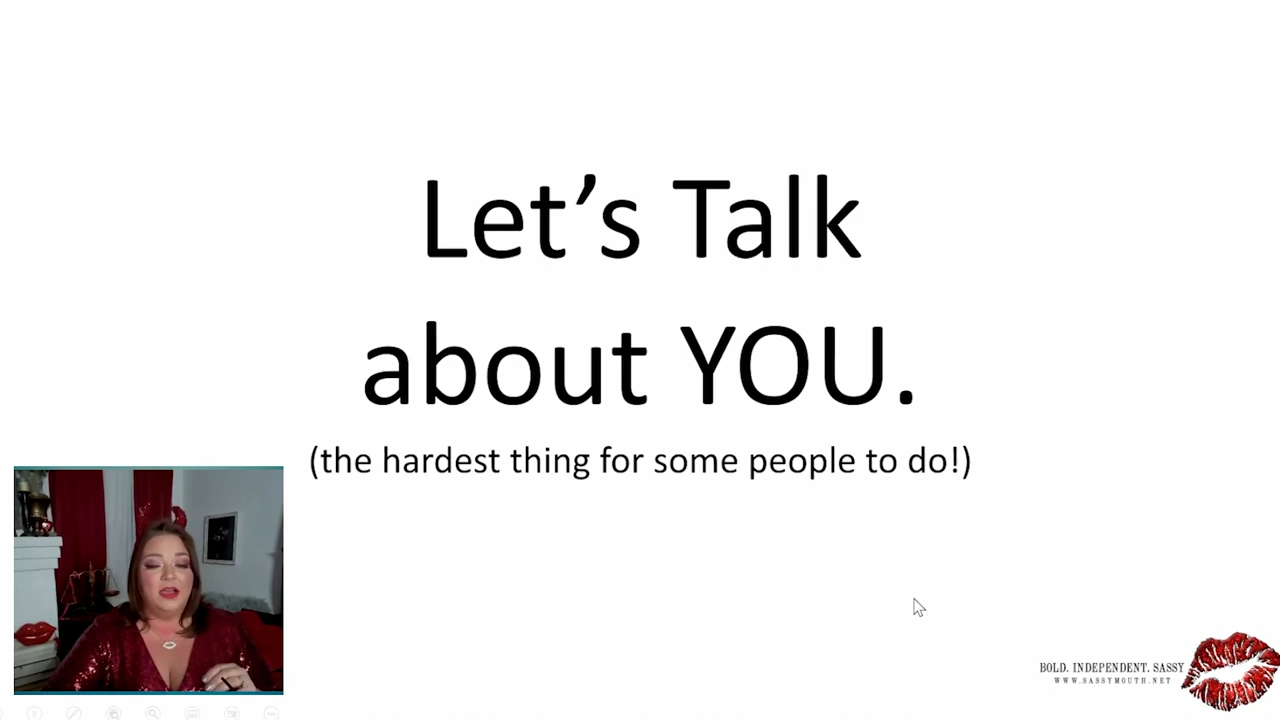 Let’s Talk
about YOU.
(the hardest thing for some people to do!)
BOLD. INDEPENDENT. SASSY
WWW.SASSYMOUTH.NET